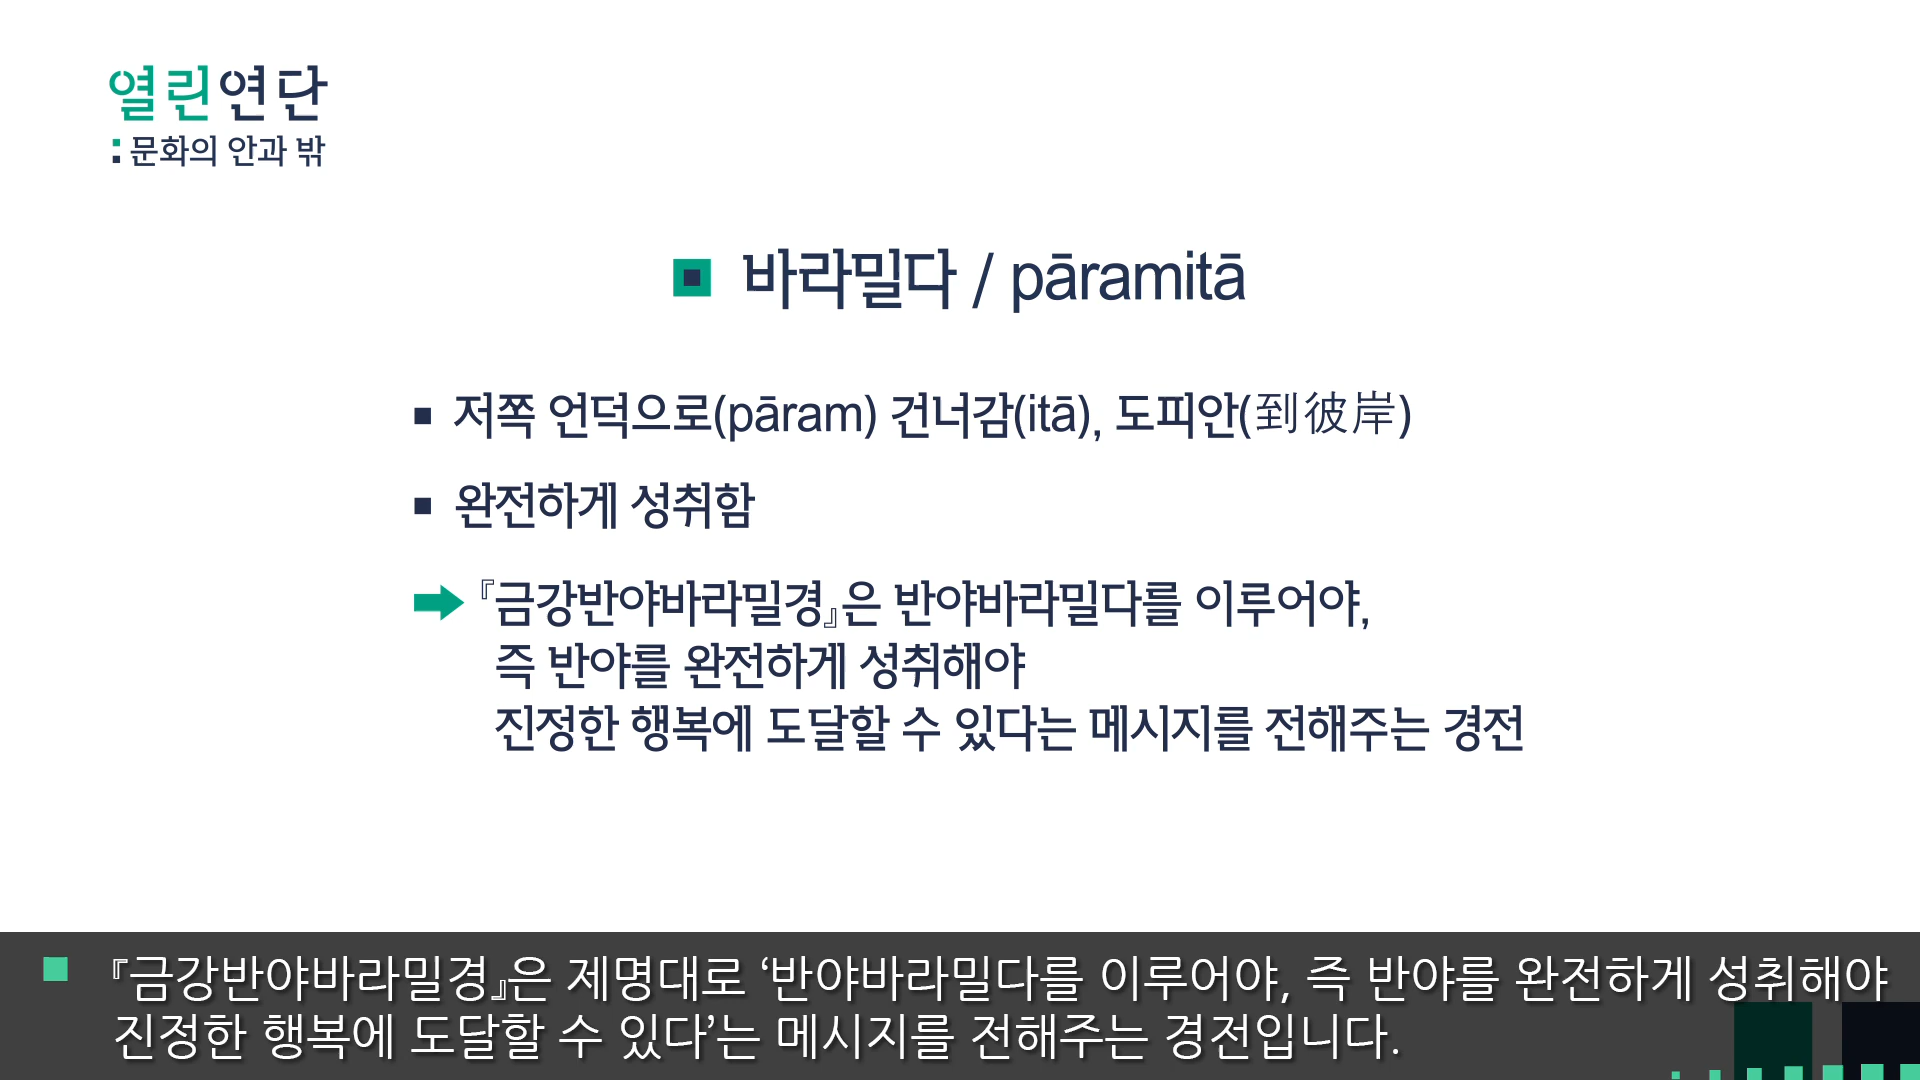 열린연단
:문화의 안과 밖
바라밀다 / pāramitā
저쪽 언덕으로(pāram) 건너감(itā), 도피안(到彼岸)
완전하게 성취함
『금강반야바라밀경』은 반야바라밀다를 이루어야,
즉 반야를 완전하게 성취해야
진정한 행복에 도달할 수 있다는 메시지를 전해주는 경전
『금강반야바라밀경』은 제명대로 ‘반야바라밀다를 이루어야, 즉 반야를 완전하게 성취해야
진정한 행복에 도달할 수 있다’는 메시지를 전해주는 경전입니다.